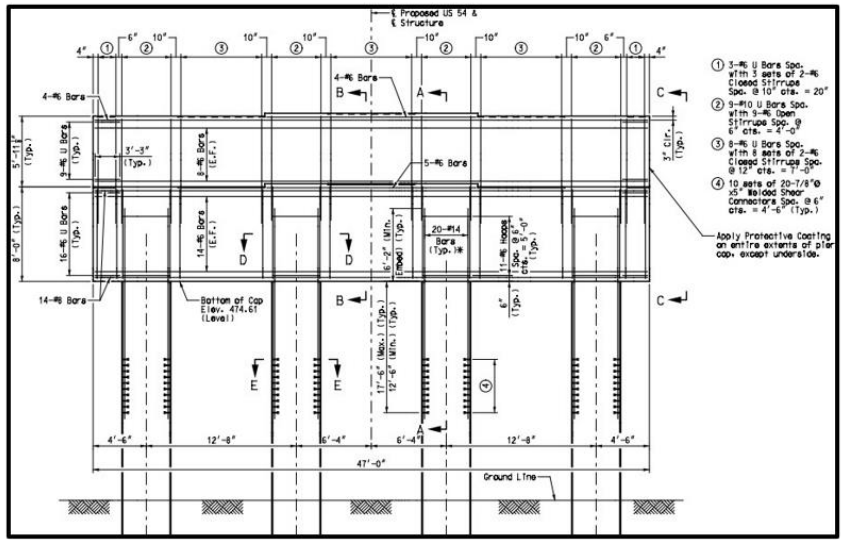 ℄ Proposed US 54 &
℄ Structure
4" ① 6" ② 10" ③ 10" ② 10" ③ 10" ② 10" ③ 10" ② 6" ① 4"
B A
4-#6 Bars
C
4-#6 Bars
5'-11½" (Typ.)
9-#6 U Bars (Typ.)
3'-3" (Typ.)
8-#6 Bars (E.F.)
5-#6 Bars
3" Clr. (Typ.)
8'-0" (Typ.)
16-#6 U Bars (Typ.)
14-#6 Bars (E.F.)
D D
6'-2" (Min. Embed) (Typ.)
20-#14
Bars
(Typ.)*
11-#6 Hoops
Spa. @ 6"
cts. = 5'-0"
(Typ.)
14-#8 Bars
Bottom of Cap
Elev. 474.61
(Level)
B
6" (Typ.)
C
17'-6" (Max.) (Typ.)
12'-6" (Min.) (Typ.)
E E
④
A
4'-6" 12'-8" 6'-4" 6'-4" 12'-8" 4'-6"
47'-0"
Ground Line
① 3-#6 U Bars Spa.
with 3 sets of 2-#6
Closed Stirrups
Spa. @ 10" cts. = 20"
② 9-#10 U Bars Spa.
with 9-#6 Open
Stirrups Spa. @
6" cts. = 4'-0"
③ 8-#6 U Bars Spa.
with 8 sets of 2-#6
Closed Stirrups Spa.
@ 12" cts. = 7'-0"
④ 10 sets of 20-7/8"Ø
x5" Welded Shear
Connectors Spa. @ 6"
cts. = 4'-6" (Typ.)
Apply Protective Coating
on entire extents of pier
cap, except underside.